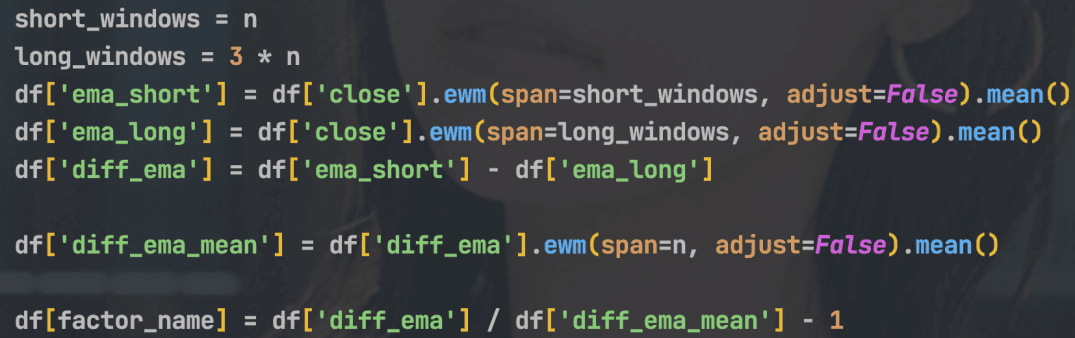 short_windows = n
long_windows = 3 * n
df['ema_short'] = df['close'].ewm(span=short_windows, adjust=False).mean()
df['ema_long'] = df['close'].ewm(span=long_windows, adjust=False).mean()
df['diff_ema'] = df['ema_short'] - df['ema_long']
df['diff_ema_mean'] = df['diff_ema'].ewm(span=n, adjust=False).mean()
df[factor_name] = df['diff_ema'] / df['diff_ema_mean'] - 1